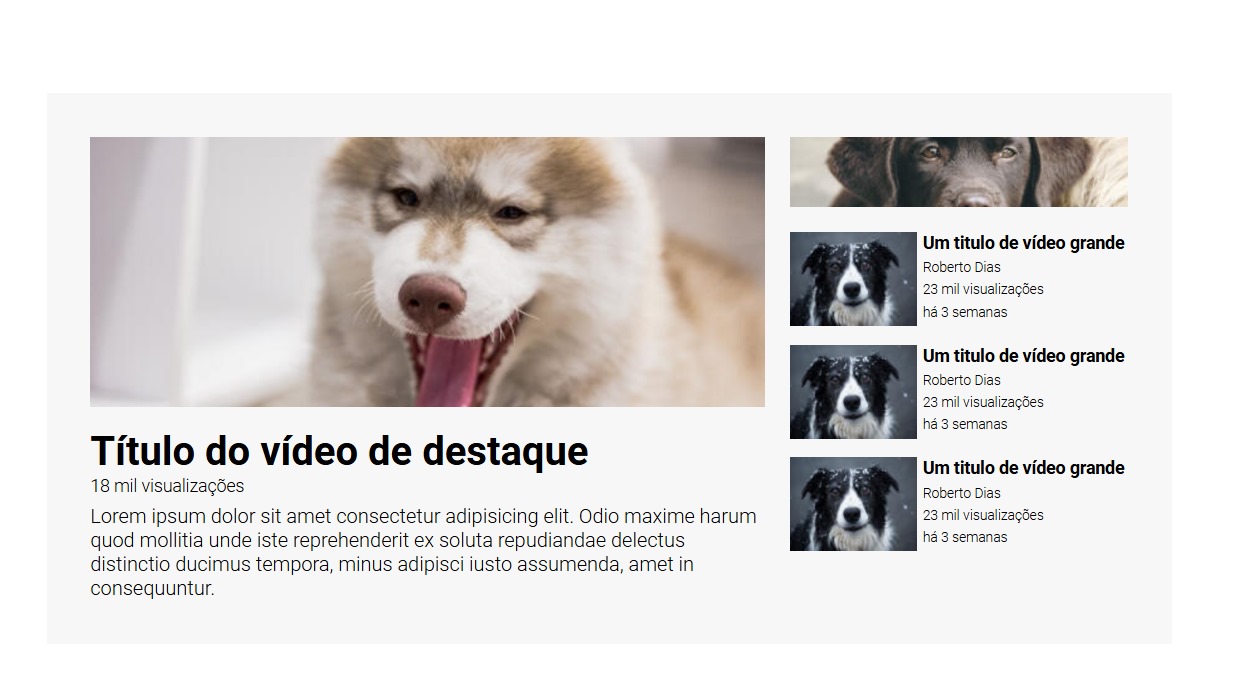 Título do vídeo de destaque
18 mil visualizações
Lorem ipsum dolor sit amet consectetur adipisicing elit. Odio maxime harum
quod mollitia unde iste reprehenderit ex soluta repudiandae delectus
distinctio ducimus tempora, minus adipisci iusto assumenda, amet in
consequuntur.
Um titulo de vídeo grande
Roberto Dias
23 mil visualizações
há 3 semanas
Um titulo de vídeo grande
Roberto Dias
23 mil visualizações
há 3 semanas
Um titulo de vídeo grande
Roberto Dias
23 mil visualizações
há 3 semanas